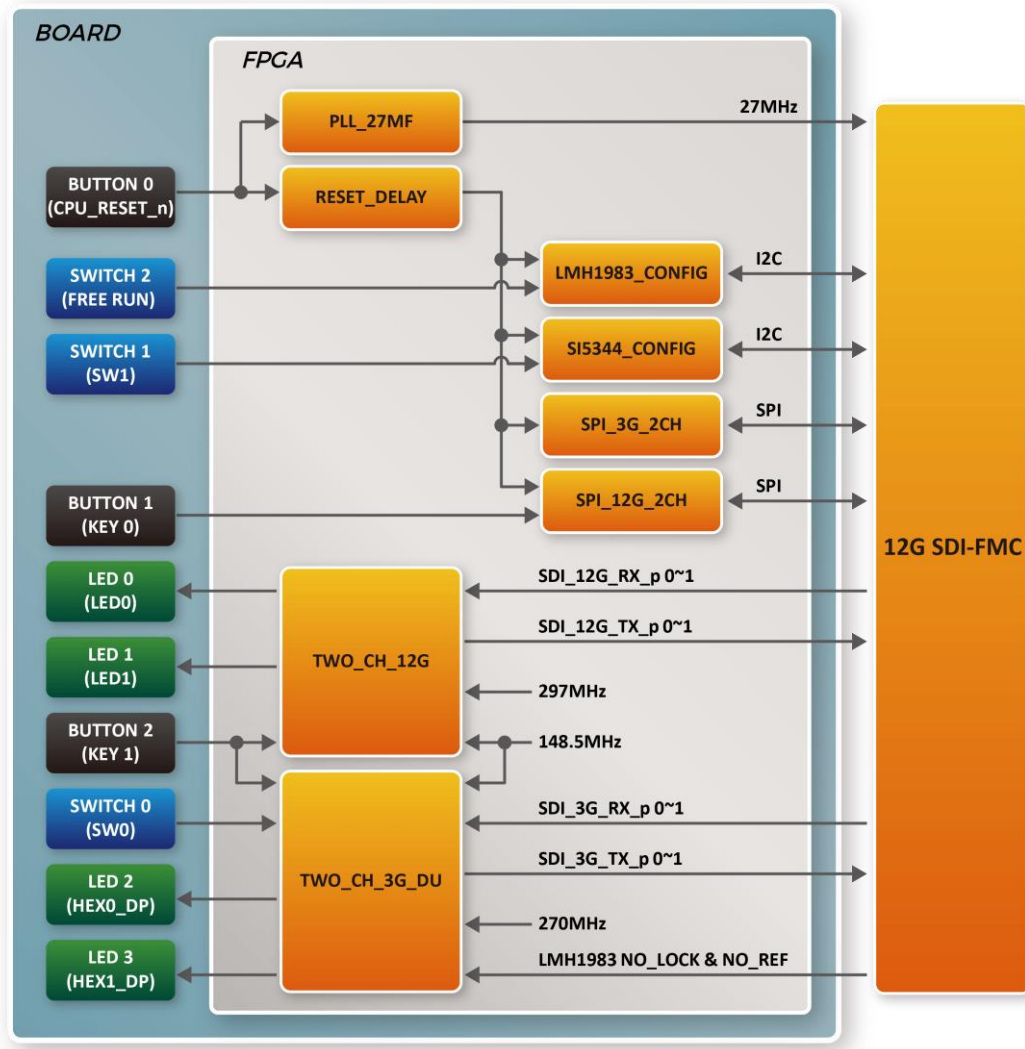 BOARD
FPGA
PLL_27MF
27MHz
BUTTON 0
(CPU_RESET_n)
RESET_DELAY
SWITCH 2
(FREE RUN)
LMH1983_CONFIG
I2C
SWITCH 1
(SW1)
SI5344_CONFIG
I2C
SPI_3G_2CH
SPI
BUTTON 1
(KEY 0)
SPI_12G_2CH
SPI
12G SDI-FMC
LED 0
(LED0)
SDI_12G_RX_p 0~1
SDI_12G_TX_p 0~1
LED 1
(LED1)
TWO_CH_12G
297MHz
BUTTON 2
(KEY 1)
148.5MHz
SWITCH 0
(SW0)
SDI_3G_RX_p 0~1
SDI_3G_TX_p 0~1
TWO_CH_3G_DU
LED 2
(HEX0_DP)
270MHz
LED 3
(HEX1_DP)
LMH1983 NO_LOCK & NO_REF